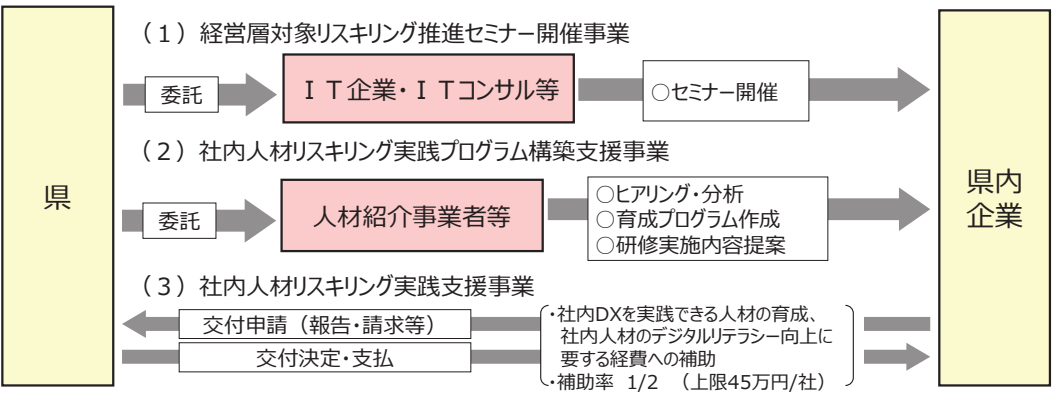 （1）経営層対象リスキリング推進セミナー開催事業
委託
ＩＴ企業・ＩＴコンサル等
○セミナー開催
（2）社内人材リスキリング実践プログラム構築支援事業
県
県内
企業
委託
人材紹介事業者等
○ヒアリング・分析
○育成プログラム作成
○研修実施内容提案
（3）社内人材リスキリング実践支援事業
交付申請（報告・請求等）
交付決定・支払
・社内DXを実践できる人材の育成、
社内人材のデジタルリテラシー向上に
要する経費への補助
・補助率 1/2 （上限45万円/社）